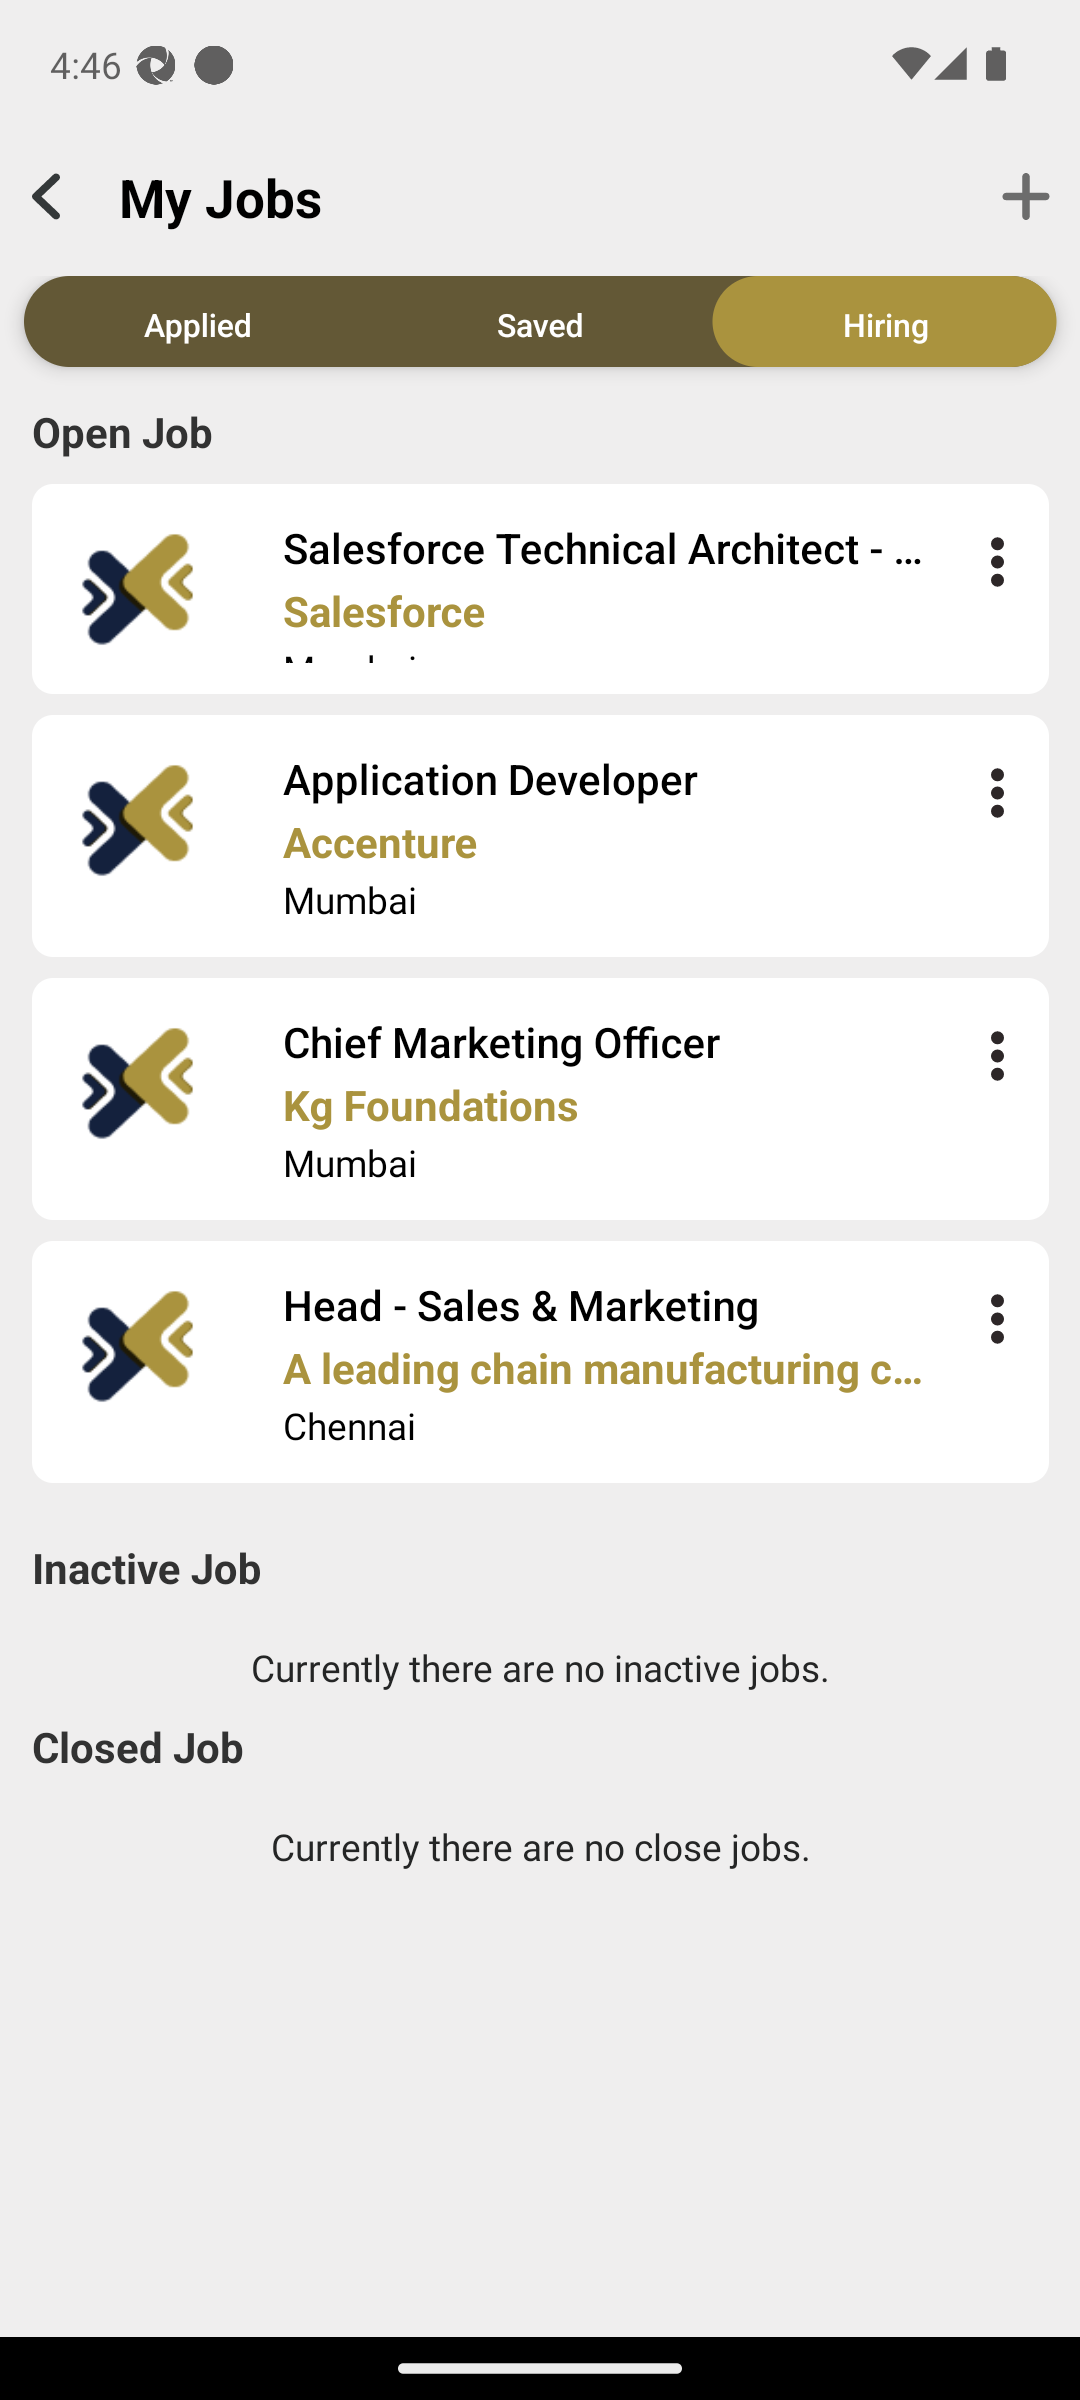 4:46
My Jobs
Applied
Saved
Hiring
Open Job
Salesforce Technical Architect - ...
Salesforce
Application Developer
Accenture
Mumbai
Chief Marketing Officer
Kg Foundations
Mumbai
Head - Sales & Marketing
A leading chain manufacturing c...
Chennai
Inactive Job
Currently there are no inactive jobs.
Closed Job
Currently there are no close jobs.